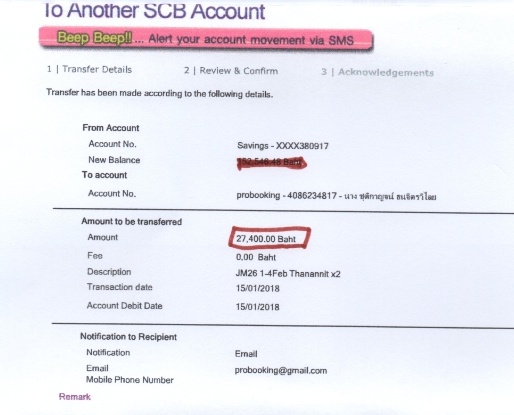 To Another SCB Account
Beep Beep!! ... Alert your account movement via SMS
1 | Transfer Details 2 | Review & Confirm 3 | Acknowledgements
Transfer has been made according to the following details.
From Account
Account No. Savings - XXXX380917
New Balance
To account
Account No. probooking - 4086234817 - นาง ชุติกาญจน์ ธนจิตรวิไลย
Amount to be transferred
Amount 27,400.00 Baht
Fee 0.00 Baht
Description JM26 1-4Feb Thanannit x2
Transaction date 15/01/2018
Account Debit Date 15/01/2018
Notification to Recipient
Notification Email
Email probooking@gmail.com
Mobile Phone Number
Remark